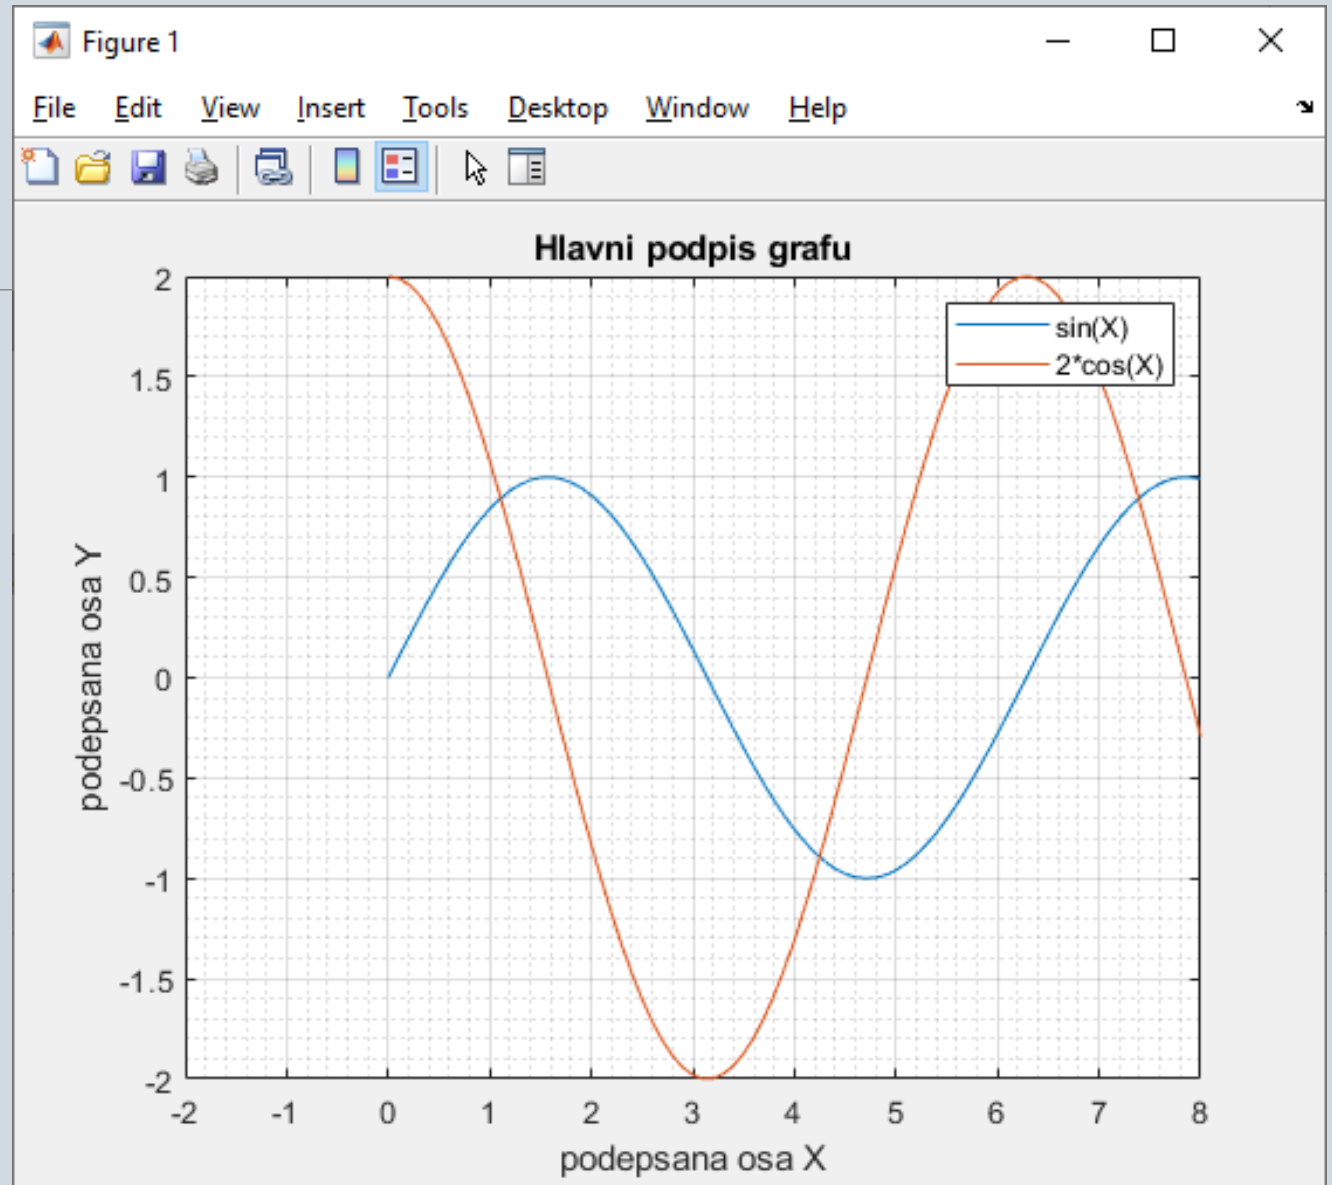 Figure 1
File Edit View Insert Tools Desktop Window Help
Hlavni podpis grafu
sin(X)
2*cos(X)
2
1.5
1
0.5
0
-0.5
-1
-1.5
-2
podepsana osa Y
-2 -1 0 1 2 3 4 5 6 7 8
podepsana osa X